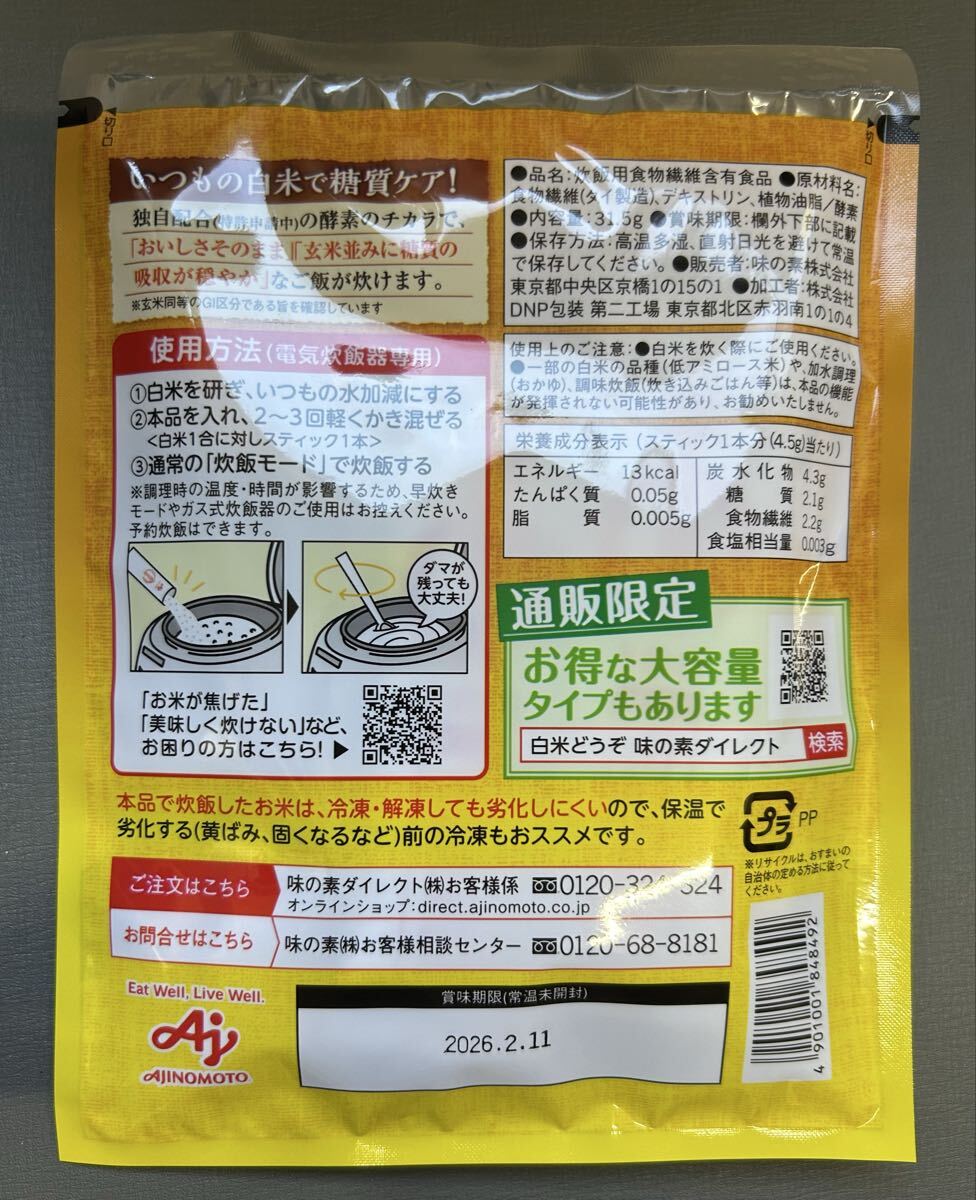 ◀切り口
◀切り口
いつもの白米で糖質ケア!
独自配合(特許申請中)の酵素のチカラで、
「おいしさそのまま」「玄米並みに糖質の
吸収が穏やか」なご飯が炊けます。
※玄米同等のGI区分である旨を確認しています
使用方法(電気炊飯器専用)
①白米を研ぎ、いつもの水加減にする
②本品を入れ、2〜3回軽くかき混ぜる
<白米1合に対しスティック1本>
③通常の「炊飯モード」で炊飯する
※調理時の温度・時間が影響するため、早炊き
モードやガス式炊飯器のご使用はお控えください。
予約炊飯はできます。
ダマが
残っても
大丈夫!
「お米が焦げた」
「美味しく炊けない」など、
お困りの方はこちら!▶
●品名:炊飯用食物繊維含有食品 ●原材料名:
食物繊維(タイ製造)、デキストリン、植物油脂/酵素
●内容量:31.5g ●賞味期限:欄外下部に記載
●保存方法:高温多湿、直射日光を避けて常温
で保存してください。●販売者:味の素株式会社
東京都中央区京橋1の15の1 ●加工者:株式会社
DNP包装 第二工場 東京都北区赤羽南1の1の4
使用上のご注意:●白米を炊く際にご使用ください。
●一部の白米の品種(低アミロース米)や、加水調理
(おかゆ)、調味炊飯(炊き込みごはん等)は、本品の機能
が発揮されない可能性があり、お勧めいたしません。
栄養成分表示(スティック1本分(4.5g)当たり)
エネルギー 13kcal
たんぱく質 0.05g
脂質 0.005g
炭水化物 4.3g
糖質 2.1g
食物繊維 2.2g
食塩相当量 0.003g
通販限定
お得な大容量
タイプもあります
白米どうぞ 味の素ダイレクト 検索
本品で炊飯したお米は、冷凍・解凍しても劣化しにくいので、保温で
劣化する(黄ばみ、固くなるなど)前の冷凍もおススメです。
プラ PP
※リサイクルは、おすまいの
自治体の定める方法に従って
ください。
ご注文はこちら
味の素ダイレクト(株)お客様係 0120-324-324
オンラインショップ:direct.ajinomoto.co.jp
お問合せはこちら
味の素(株)お客様相談センター 0120-68-8181
Eat Well, Live Well.
Aj
AJINOMOTO
賞味期限(常温未開封)
2026.2.11
4 901001 848492